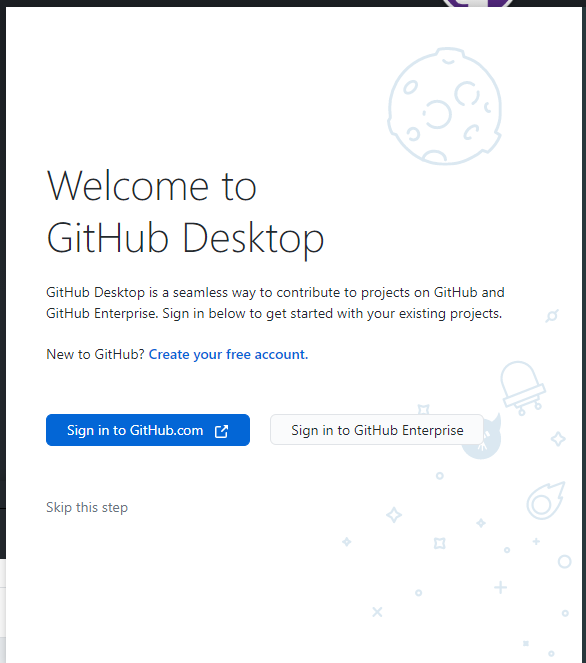 Welcome to
GitHub Desktop
GitHub Desktop is a seamless way to contribute to projects on GitHub and
GitHub Enterprise. Sign in below to get started with your existing projects.
New to GitHub? Create your free account.
Sign in to GitHub.com
Sign in to GitHub Enterprise
Skip this step